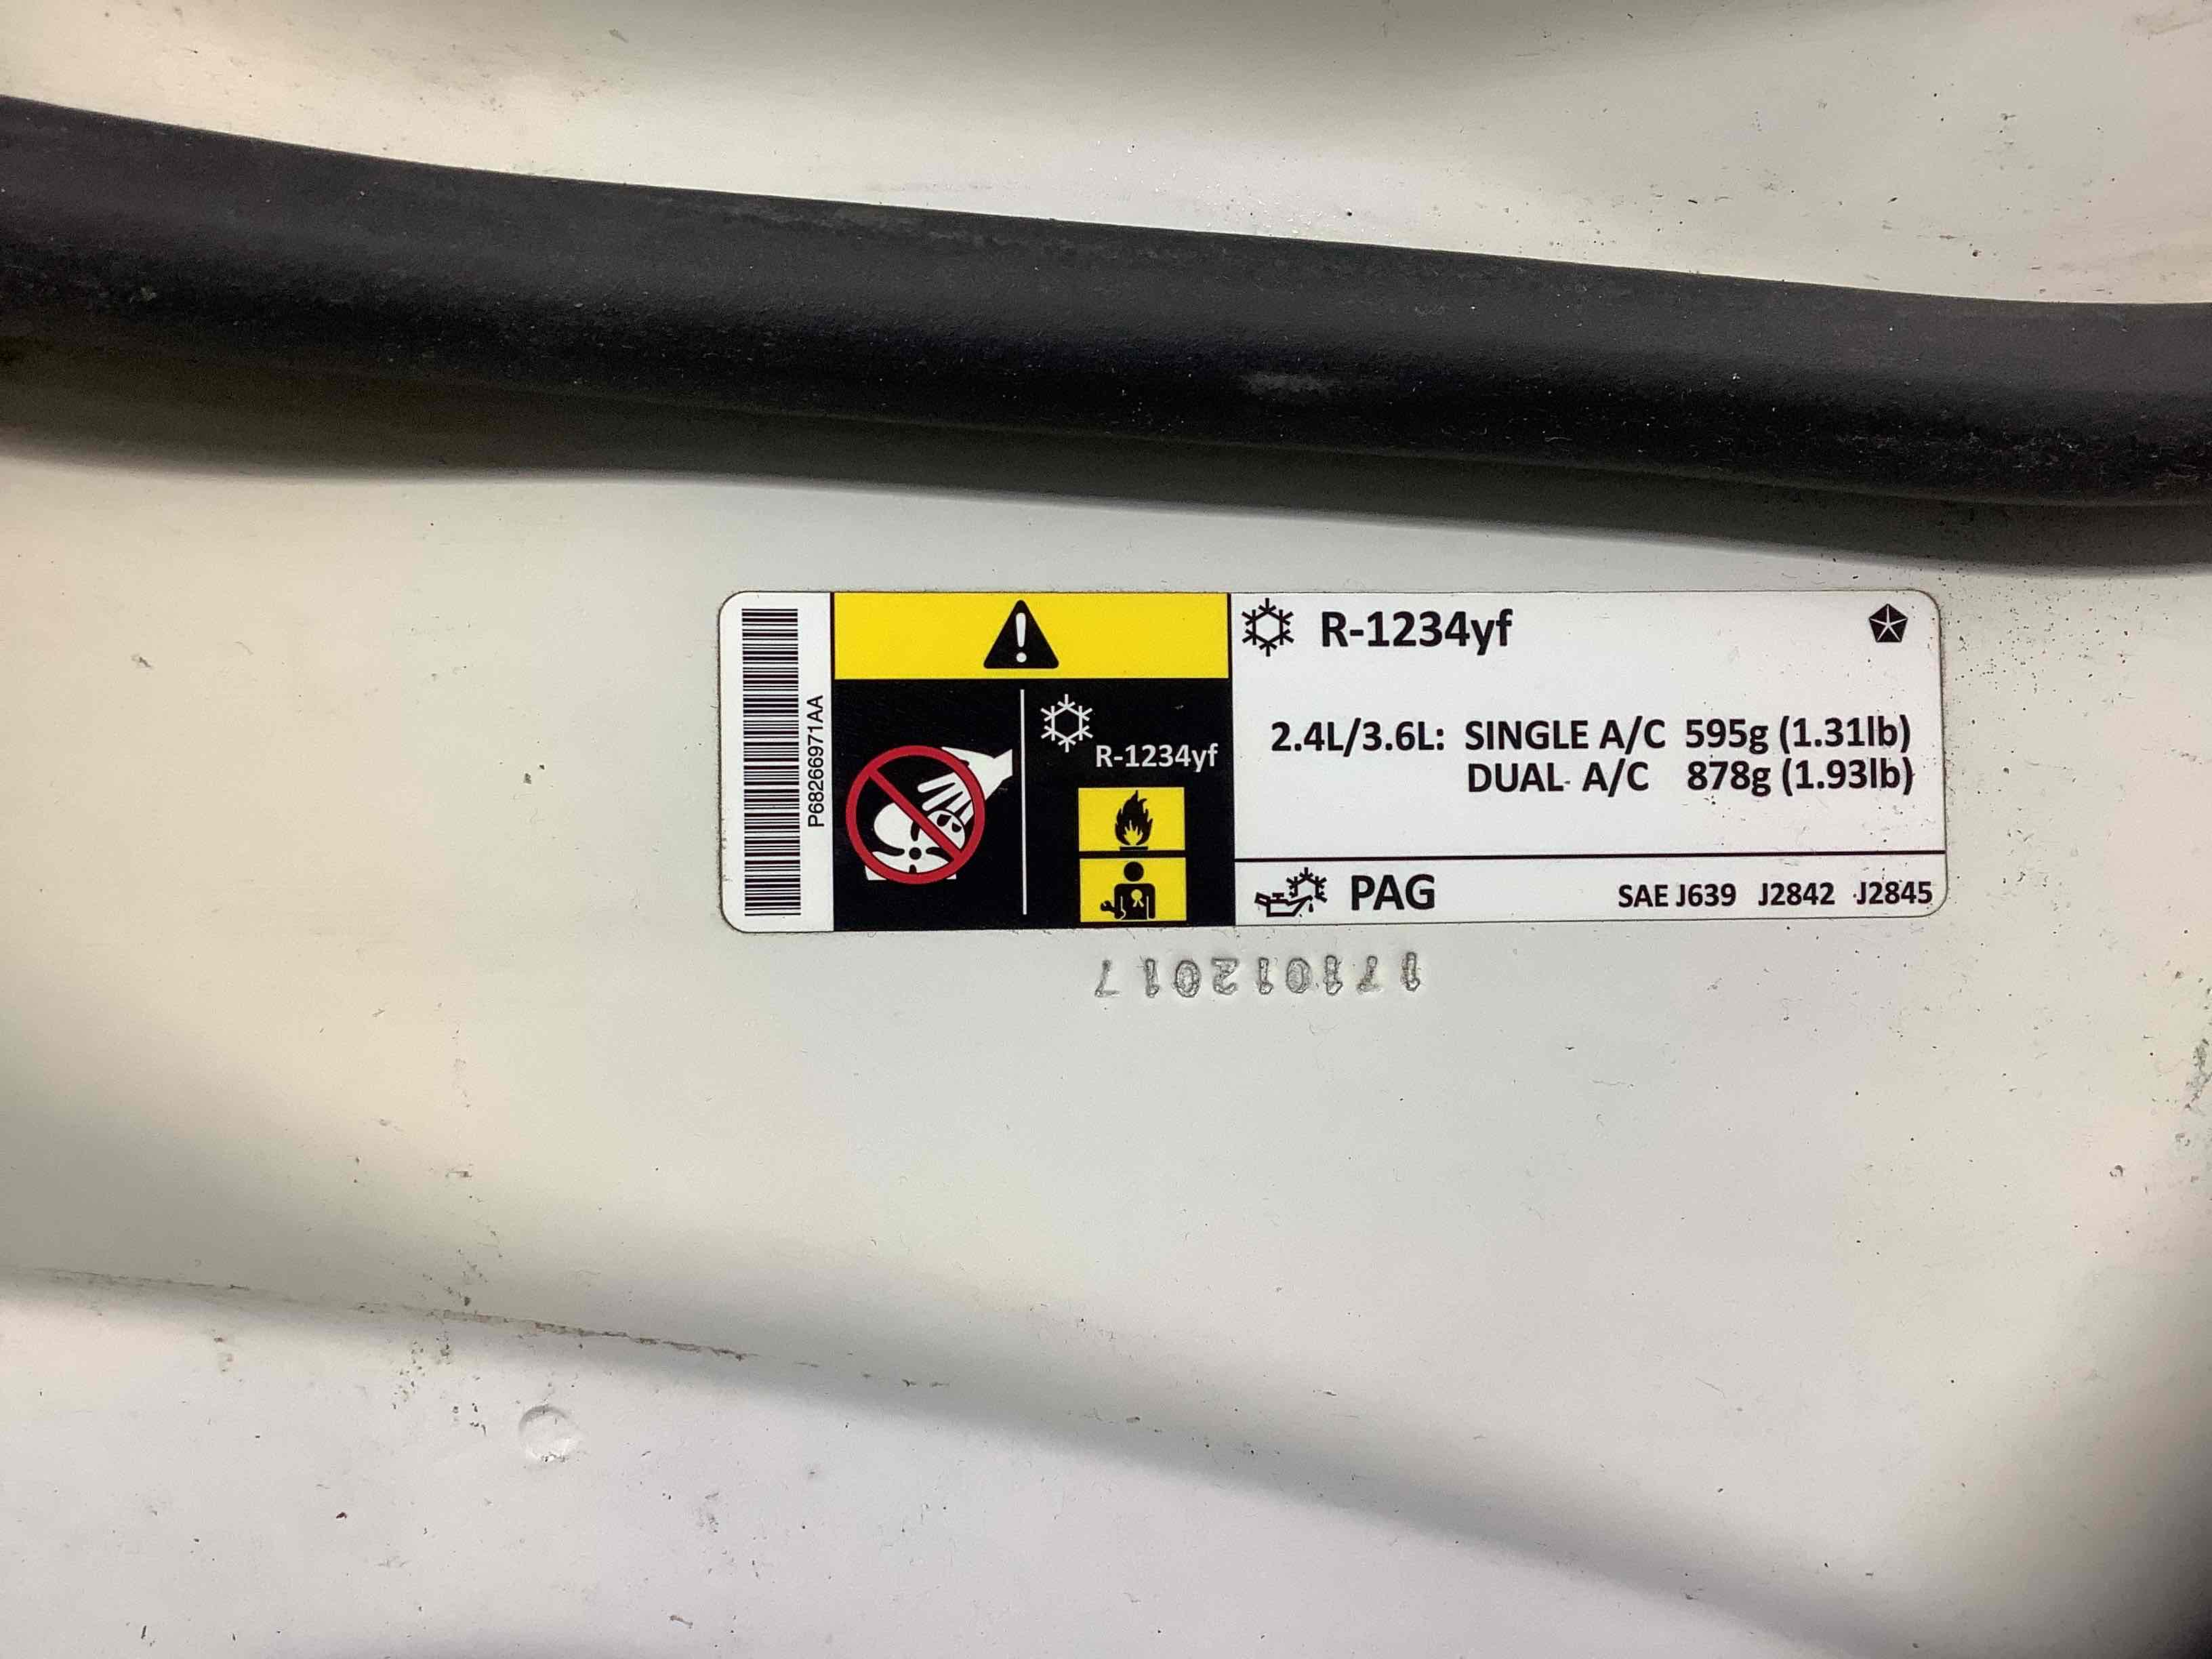 P68266971AA
R-1234yf
R-1234yf
2.4L/3.6L: SINGLE A/C 595g (1.31lb)
DUAL A/C 878g (1.93lb)
PAG
SAE J639 J2842 J2845
171012017